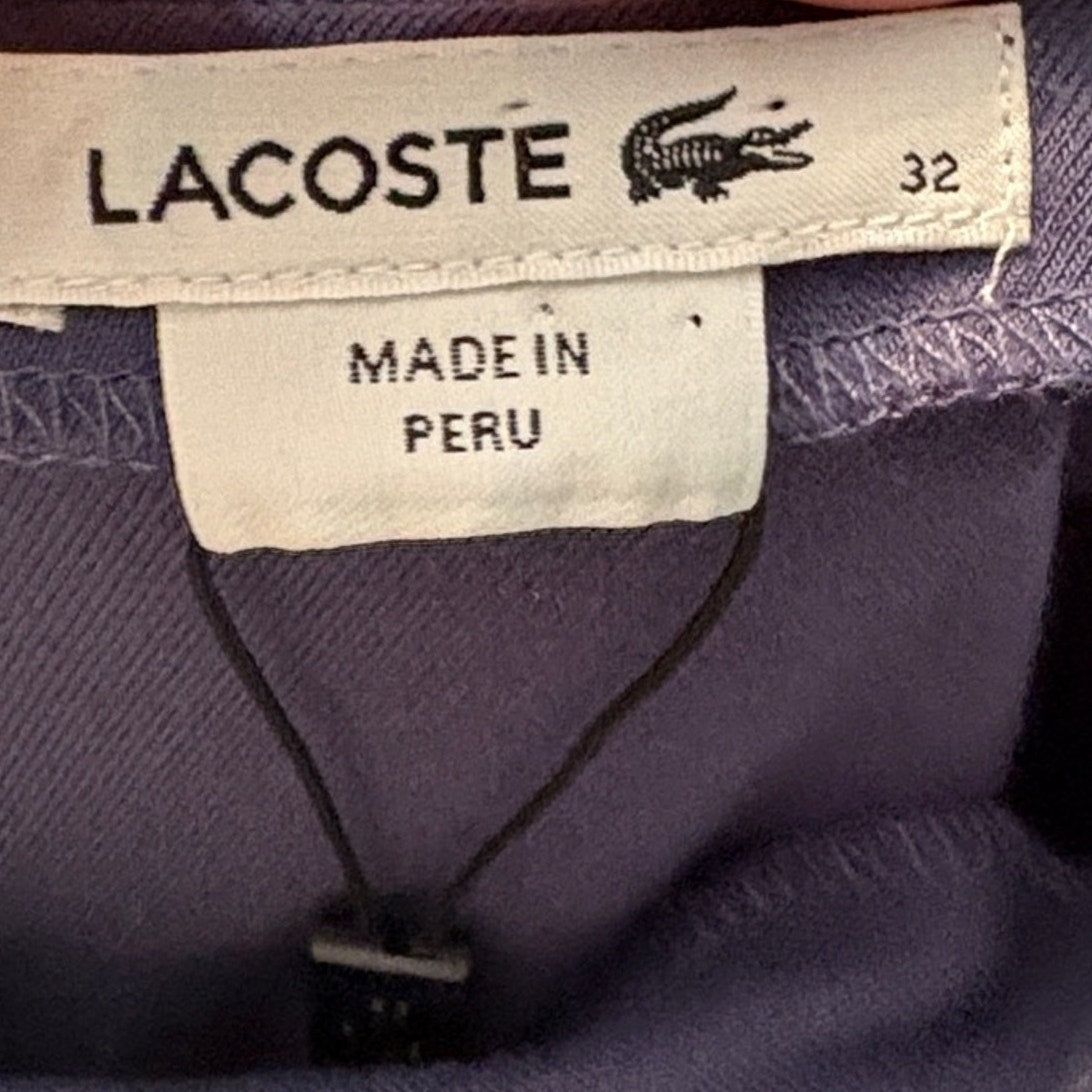 LACOSTE 32
MADE IN
PERU